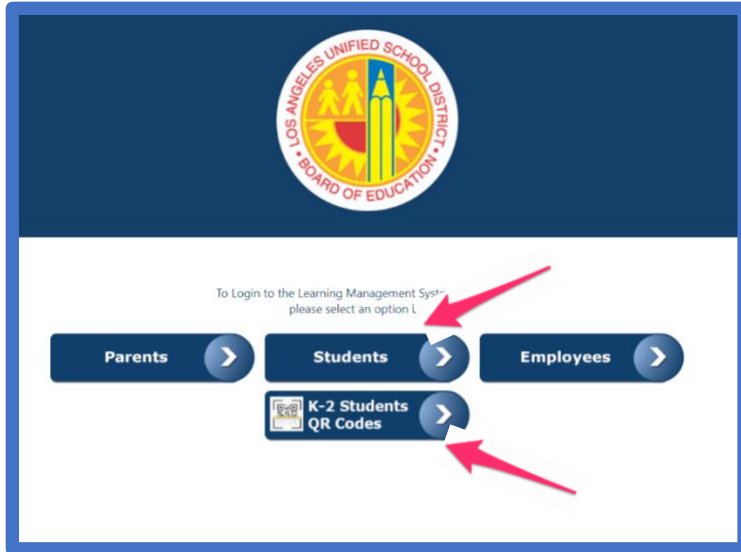 LOS ANGELES UNIFIED SCHOOL DISTRICT •
• BOARD OF EDUCATION
To Login to the Learning Management
please select an option
Parents
Students
Employees
K-2 Students
QR Codes